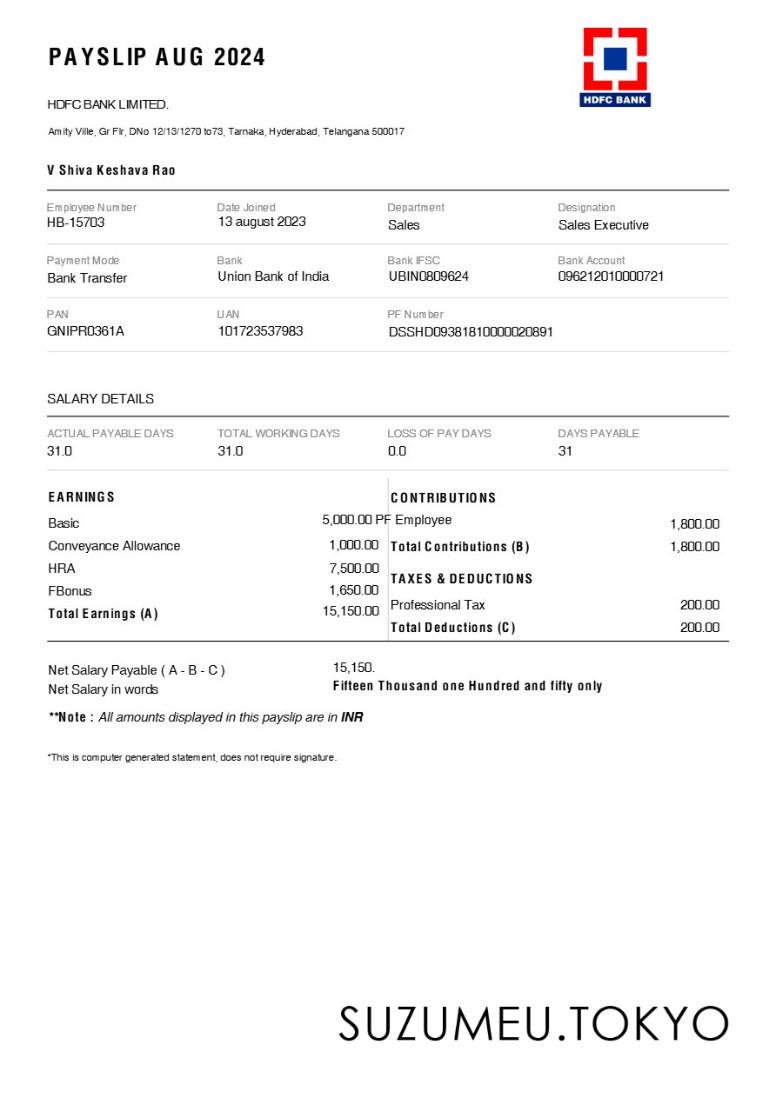 PAYSLIP AUG 2024
HDFC BANK
HDFC BANK LIMITED.
Amity Ville, Gr Flr, DNo 12/13/1270 to73, Tarnaka, Hyderabad, Telangana 500017
V Shiva Keshava Rao
Employee Number Date Joined Department Designation
HB-15703 13 august 2023 Sales Sales Executive
Payment Mode Bank Bank IFSC Bank Account
Bank Transfer Union Bank of India UBIN0809624 096212010000721
PAN UAN PF Number
GNIPR0361A 101723537983 DSSHD09381810000020891
SALARY DETAILS
ACTUAL PAYABLE DAYS TOTAL WORKING DAYS LOSS OF PAY DAYS DAYS PAYABLE
31.0 31.0 0.0 31
EARNINGS CONTRIBUTIONS
Basic 5,000.00 PF Employee 1,800.00
Conveyance Allowance 1,000.00 Total Contributions (B) 1,800.00
HRA 7,500.00 TAXES & DEDUCTIONS
FBonus 1,650.00 Professional Tax 200.00
Total Earnings (A) 15,150.00 Total Deductions (C) 200.00
Net Salary Payable ( A - B - C ) 15,150.
Net Salary in words Fifteen Thousand one Hundred and fifty only
**Note : All amounts displayed in this payslip are in INR
*This is computer generated statement, does not require signature.
SUZUMEU.TOKYO